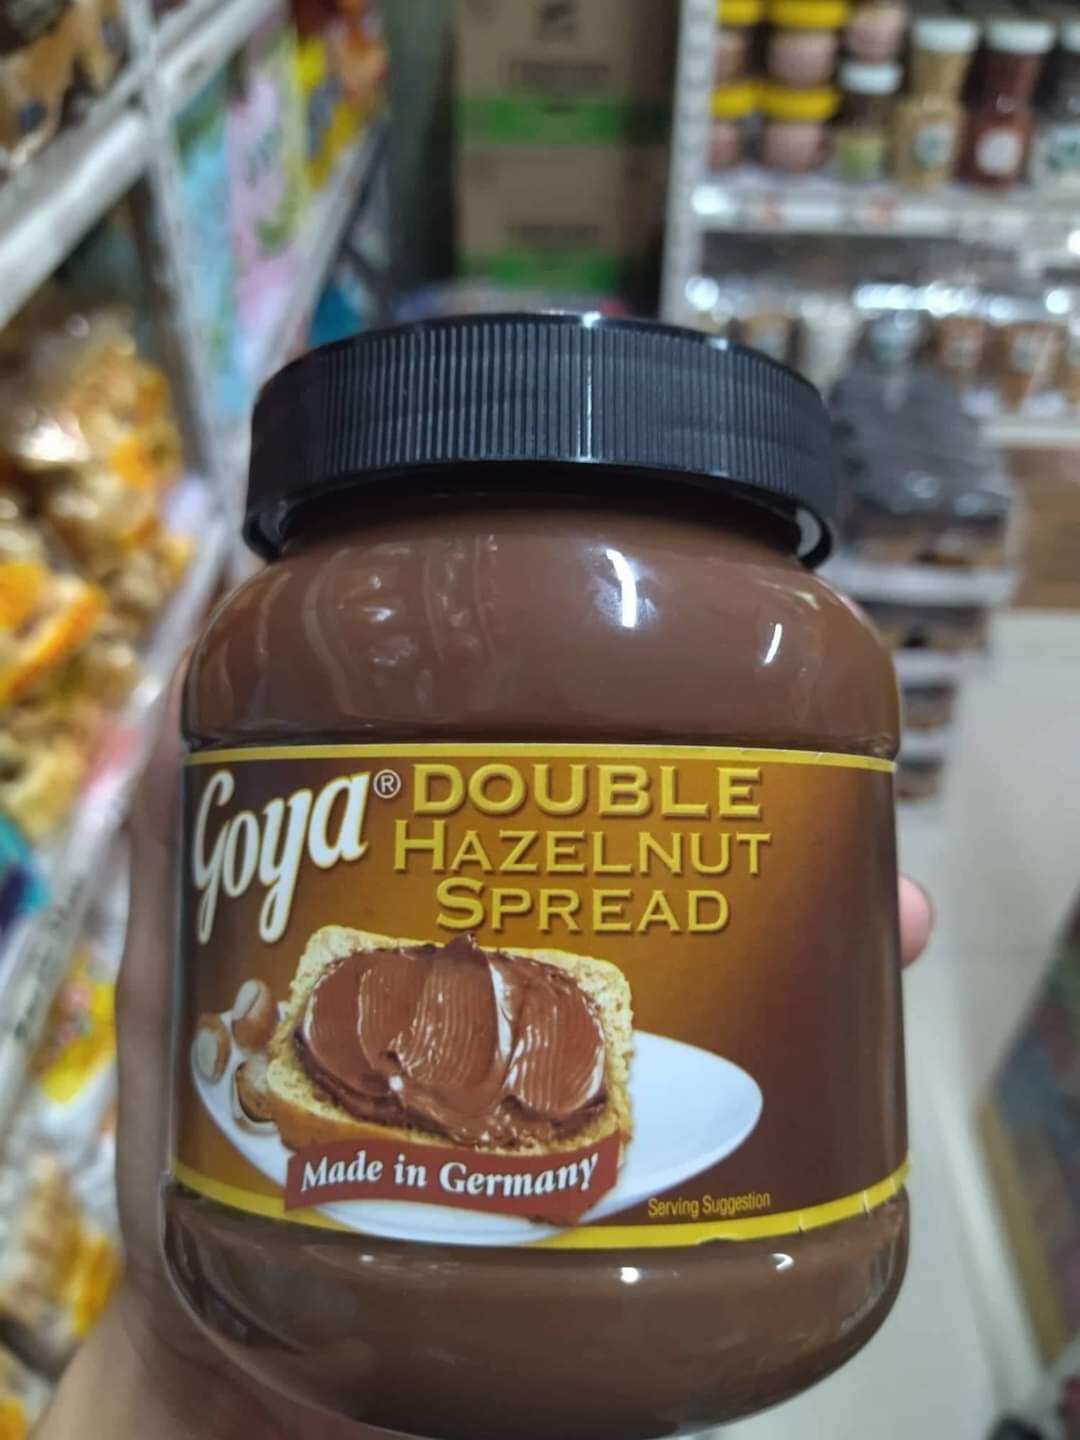 Goya® DOUBLE
HAZELNUT
SPREAD
Made in Germany
Serving Suggestion